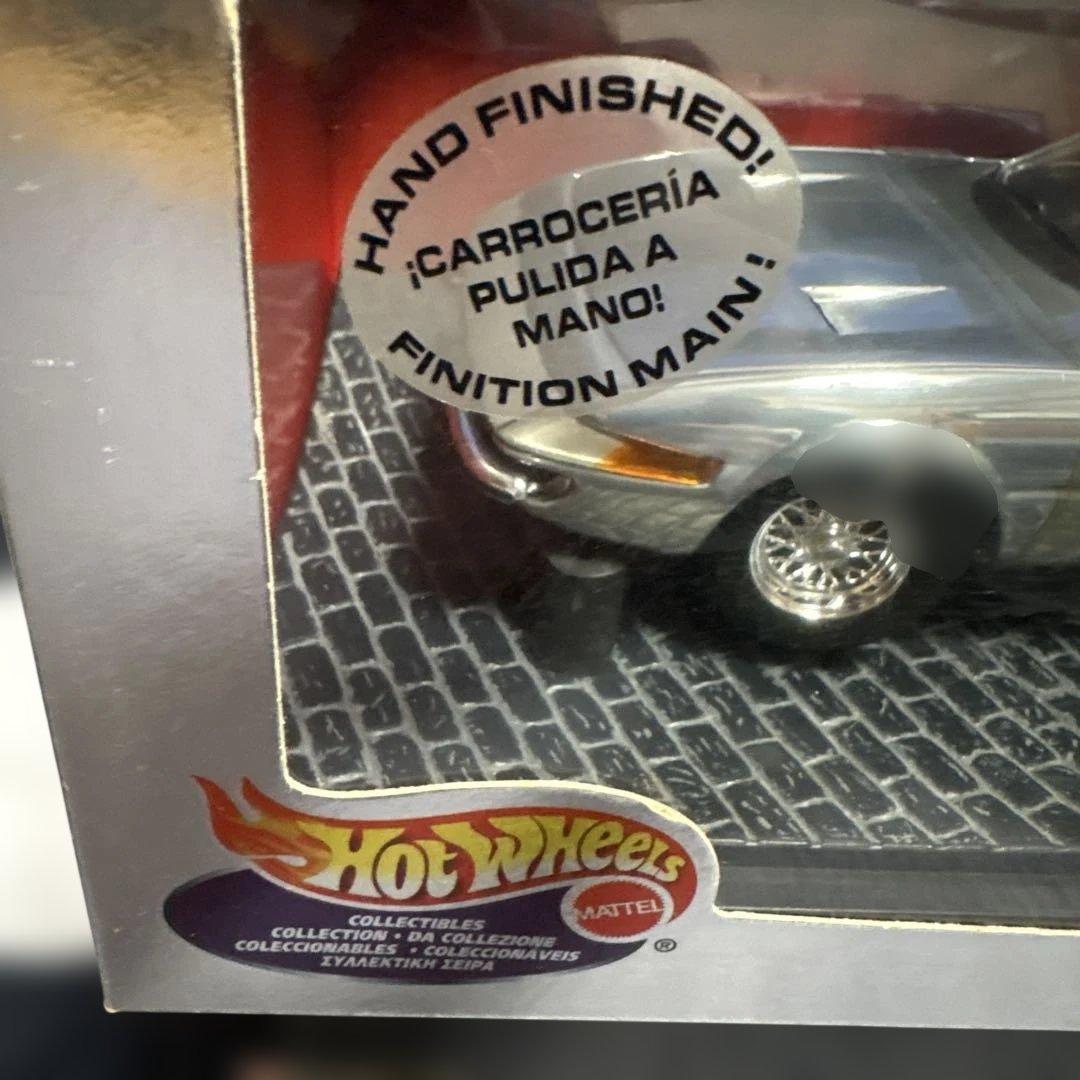 HAND FINISHED!
¡CARROCERÍA
PULIDA A
MANO!
FINITION MAIN !
HOT WHEELS
MATTEL
®
COLLECTIBLES
COLLECTION • DA COLLEZIONE
COLECCIONABLES • COLECCIONÁVEIS
ΣΥΛΛΕΚΤΙΚΗ ΣΕΙΡΑ